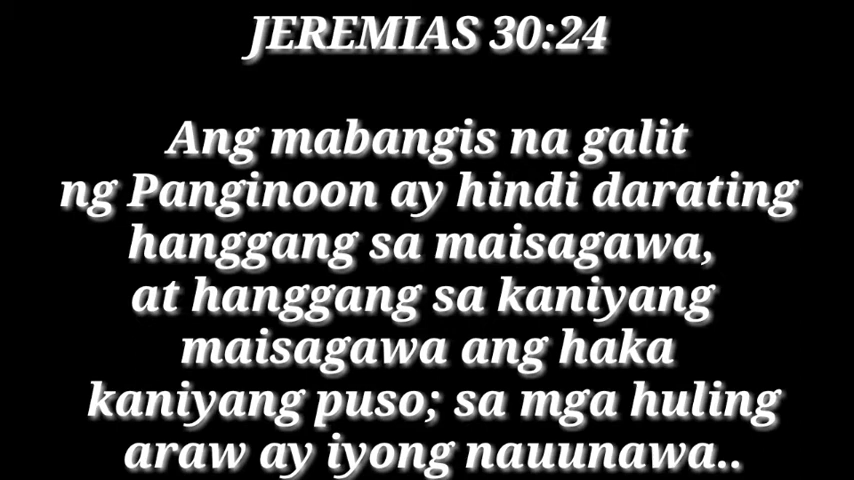 JEREMIAS 30:24
Ang mabangis na galit
ng Panginoon ay hindi darating
hanggang sa maisagawa,
at hanggang sa kaniyang
maisagawa ang haka
kaniyang puso; sa mga huling
araw ay iyong nauunawa..